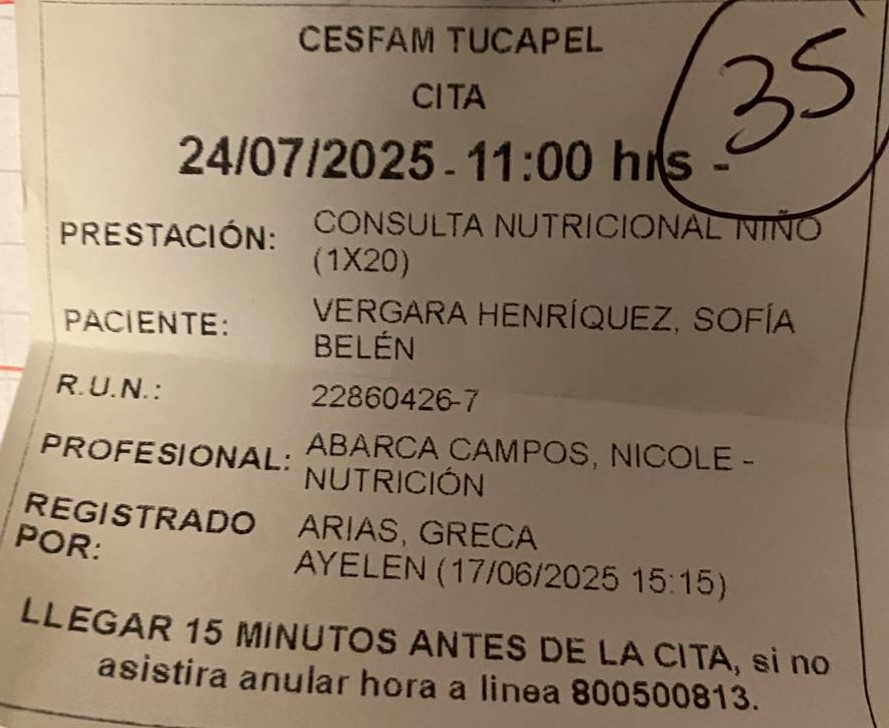 CESFAM TUCAPEL
35
CITA
24/07/2025 - 11:00 hrs -
PRESTACIÓN: CONSULTA NUTRICIONAL NIÑO
(1X20)
PACIENTE: VERGARA HENRÍQUEZ, SOFÍA
BELÉN
R.U.N.: 22860426-7
PROFESIONAL: ABARCA CAMPOS, NICOLE -
NUTRICIÓN
REGISTRADO ARIAS, GRECA
POR: AYELEN (17/06/2025 15:15)
LLEGAR 15 MINUTOS ANTES DE LA CITA, si no
asistira anular hora a linea 800500813.